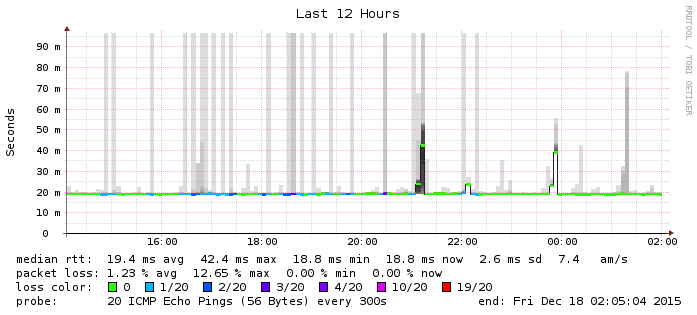 Last 12 Hours
RRDTOOL / TOBI OETIKER
Seconds
90 m
80 m
70 m
60 m
50 m
40 m
30 m
20 m
10 m
0
16:00 18:00 20:00 22:00 00:00 02:00
median rtt: 19.4 ms avg 42.4 ms max 18.8 ms min 18.8 ms now 2.6 ms sd 7.4 am/s
packet loss: 1.23 % avg 12.65 % max 0.00 % min 0.00 % now
loss color: 0 1/20 2/20 3/20 4/20 10/20 19/20
probe: 20 ICMP Echo Pings (56 Bytes) every 300s end: Fri Dec 18 02:05:04 2015